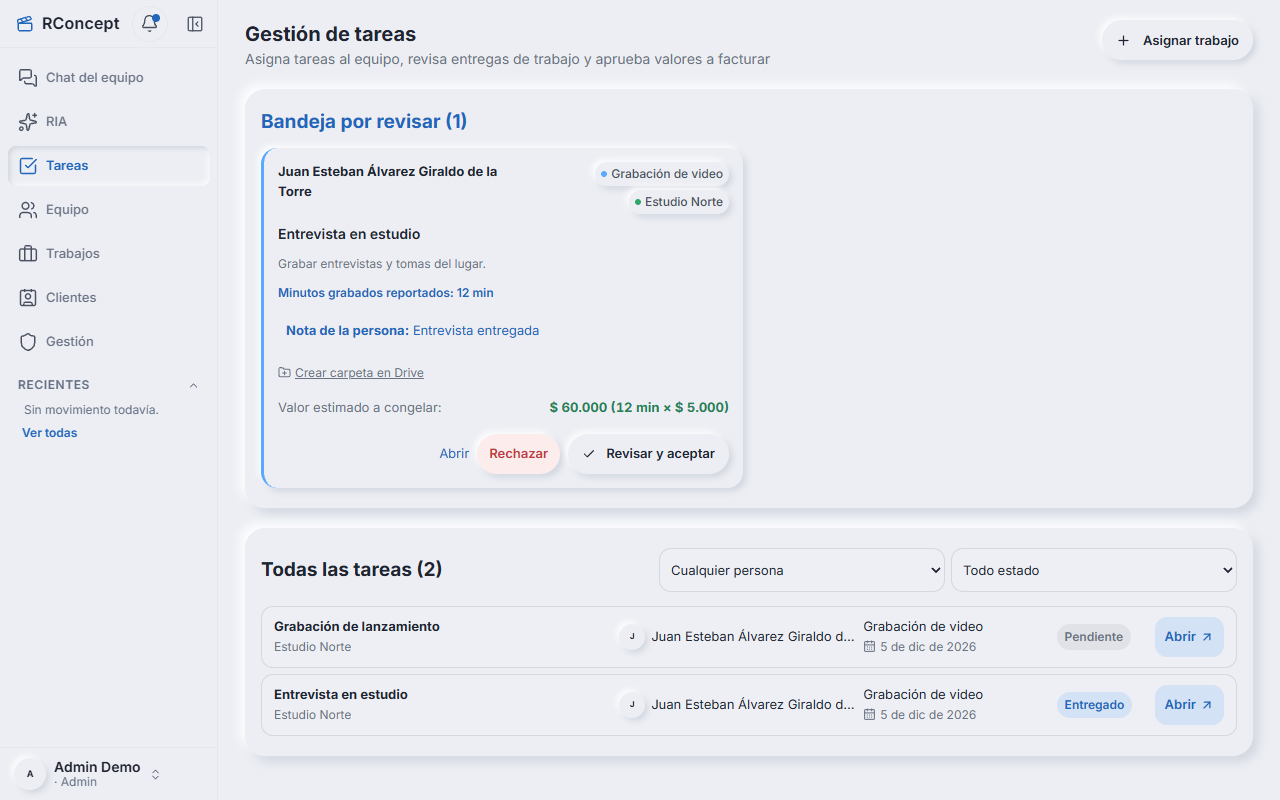 RConcept
Chat del equipo
RIA
Tareas
Equipo
Trabajos
Clientes
Gestión
RECIENTES
Sin movimiento todavía.
Ver todas
A
Admin Demo
· Admin
Gestión de tareas
Asigna tareas al equipo, revisa entregas de trabajo y aprueba valores a facturar
Asignar trabajo
Bandeja por revisar (1)
Juan Esteban Álvarez Giraldo de la
Torre
Grabación de video
Estudio Norte
Entrevista en estudio
Grabar entrevistas y tomas del lugar.
Minutos grabados reportados: 12 min
Nota de la persona: Entrevista entregada
Crear carpeta en Drive
Valor estimado a congelar: $ 60.000 (12 min × $ 5.000)
Abrir Rechazar Revisar y aceptar
Todas las tareas (2)
Cualquier persona
Todo estado
Grabación de lanzamiento
Estudio Norte
J Juan Esteban Álvarez Giraldo d...
Grabación de video
5 de dic de 2026
Pendiente
Abrir
Entrevista en estudio
Estudio Norte
J Juan Esteban Álvarez Giraldo d...
Grabación de video
5 de dic de 2026
Entregado
Abrir